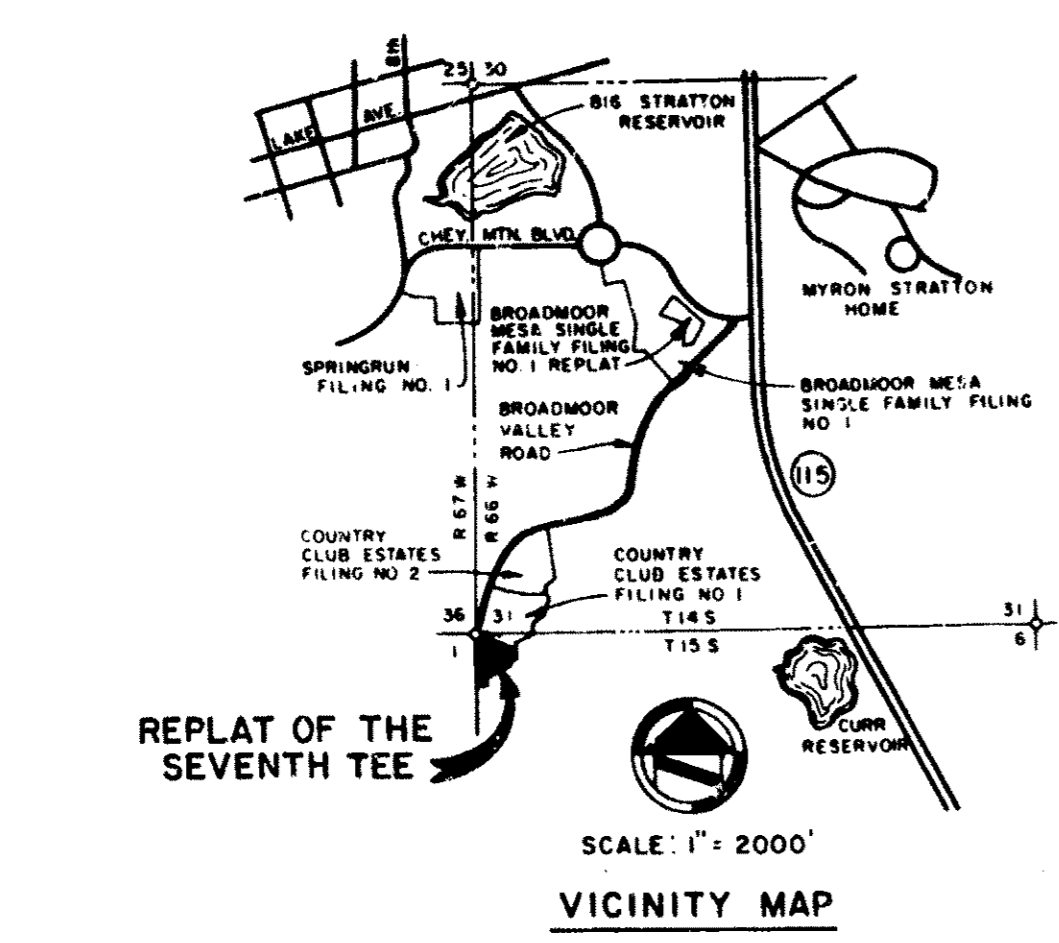 8th
25 30
LAKE AVE.
816 STRATTON
RESERVOIR
CHEY. MTN. BLVD.
MYRON STRATTON
HOME
SPRINGRUN
FILING NO. 1
BROADMOOR
MESA SINGLE
FAMILY FILING
NO. 1 REPLAT
BROADMOOR MESA
SINGLE FAMILY FILING
NO 1
BROADMOOR
VALLEY
ROAD
115
R 67 W
R 66 W
COUNTRY
CLUB ESTATES
FILING NO 2
COUNTRY
CLUB ESTATES
FILING NO 1
36 31
T 14 S
31
1
T 15 S
6
REPLAT OF THE
SEVENTH TEE
CURR
RESERVOIR
SCALE: 1" = 2000'
VICINITY MAP